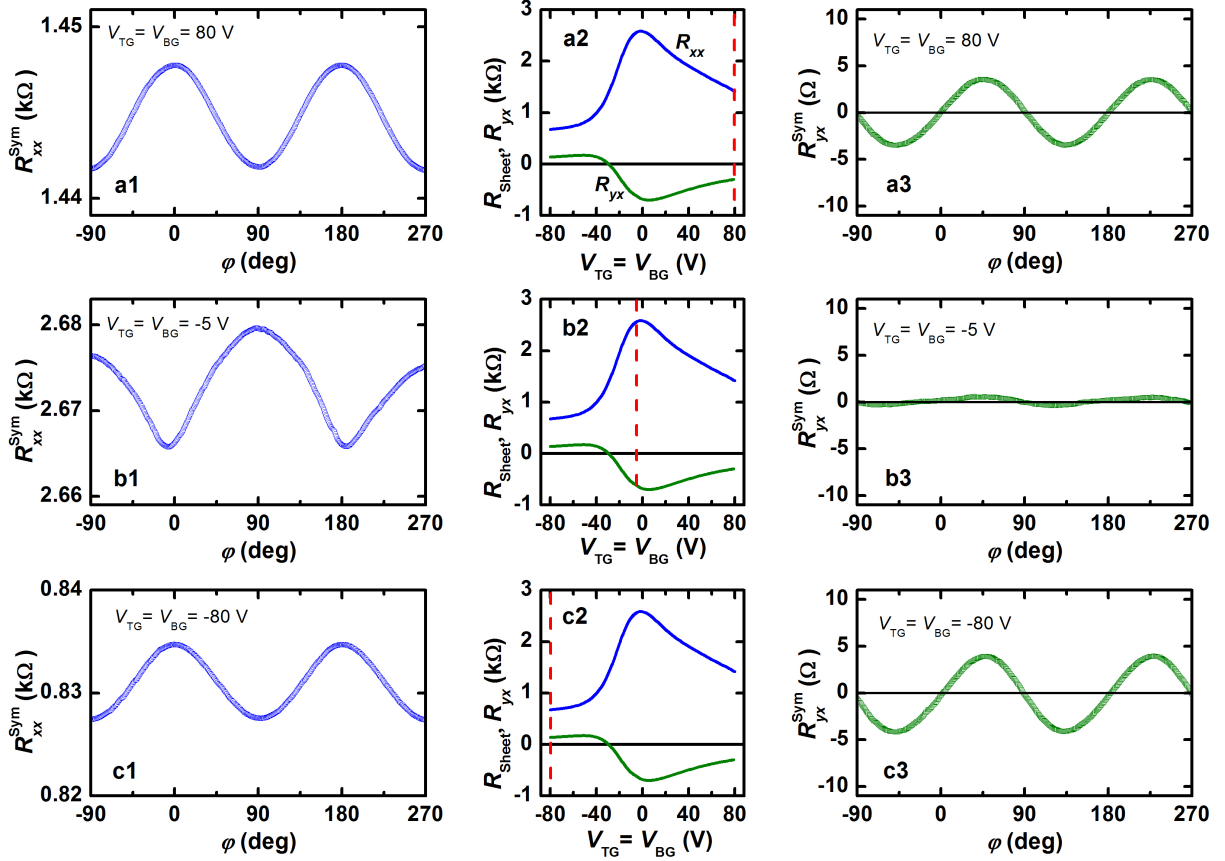 1.45
1.44
R_xx^Sym (kΩ)
V_TG = V_BG = 80 V
a1
-90 0 90 180 270
φ (deg)
3
2
1
0
-1
R_Sheet, R_yx (kΩ)
a2
R_xx
R_yx
-80 -40 0 40 80
V_TG = V_BG (V)
10
5
0
-5
-10
R_yx^Sym (Ω)
V_TG = V_BG = 80 V
a3
-90 0 90 180 270
φ (deg)
2.68
2.67
2.66
R_xx^Sym (kΩ)
V_TG = V_BG = -5 V
b1
-90 0 90 180 270
φ (deg)
3
2
1
0
-1
R_Sheet, R_yx (kΩ)
b2
-80 -40 0 40 80
V_TG = V_BG (V)
10
5
0
-5
-10
R_yx^Sym (Ω)
V_TG = V_BG = -5 V
b3
-90 0 90 180 270
φ (deg)
0.84
0.83
0.82
R_xx^Sym (kΩ)
V_TG = V_BG = -80 V
c1
-90 0 90 180 270
φ (deg)
3
2
1
0
-1
R_Sheet, R_yx (kΩ)
c2
-80 -40 0 40 80
V_TG = V_BG (V)
10
5
0
-5
-10
R_yx^Sym (Ω)
V_TG = V_BG = -80 V
c3
-90 0 90 180 270
φ (deg)